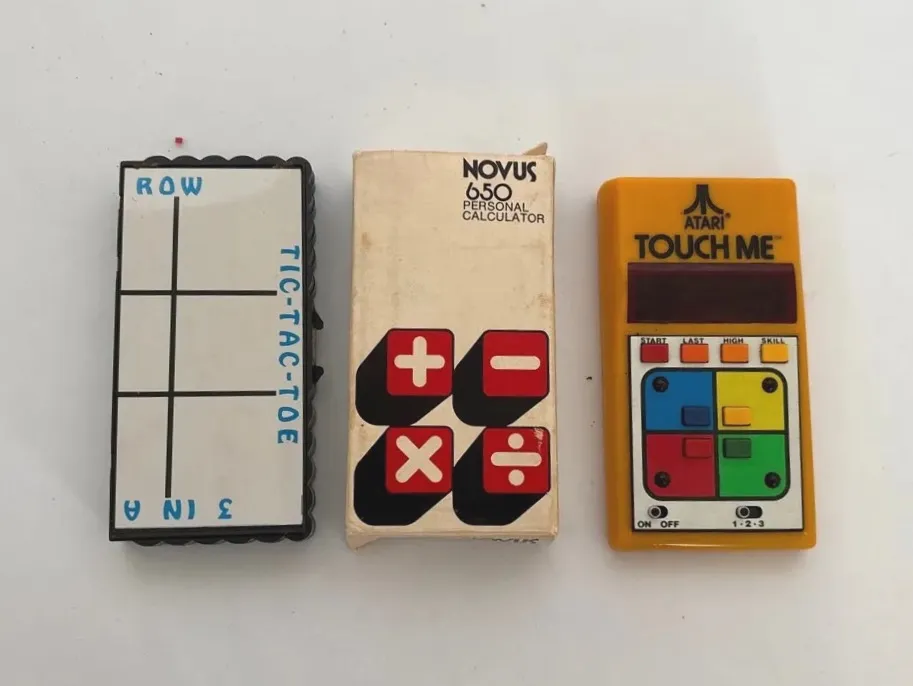 ROW
TIC-TAC-TOE
3 IN A
NOVUS
650
PERSONAL
CALCULATOR
ATARI®
TOUCH ME™
START LAST HIGH SKILL
ON OFF
1·2·3